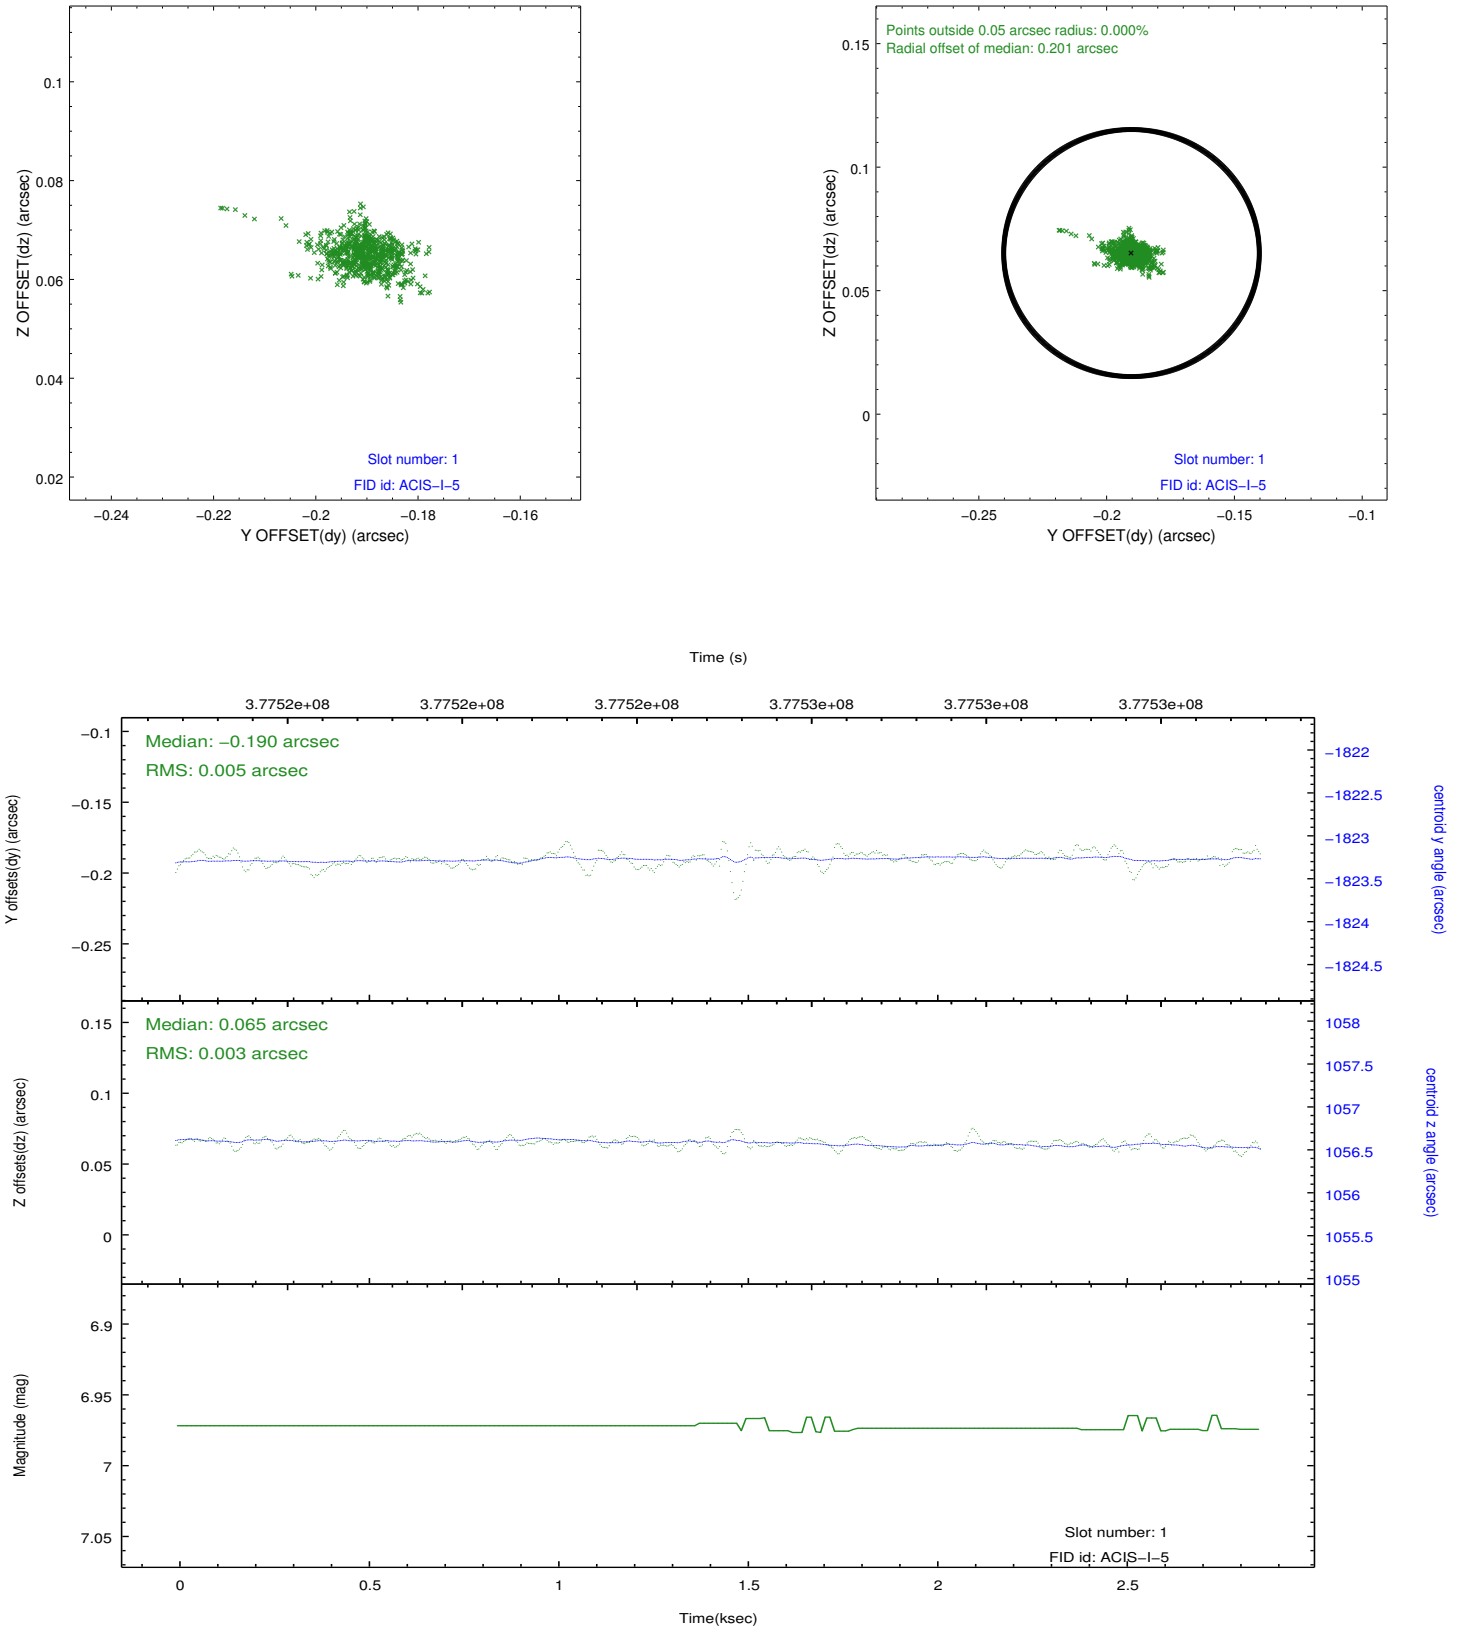 0.1
0.08
0.06
0.04
0.02
Z OFFSET(dz) (arcsec)
Slot number: 1
FID id: ACIS−I−5
−0.24 −0.22 −0.2 −0.18 −0.16
Y OFFSET(dy) (arcsec)
Points outside 0.05 arcsec radius: 0.000%
Radial offset of median: 0.201 arcsec
0.15
0.1
0.05
0
Z OFFSET(dz) (arcsec)
Slot number: 1
FID id: ACIS−I−5
−0.25 −0.2 −0.15 −0.1
Y OFFSET(dy) (arcsec)
Time (s)
3.7752e+08 3.7752e+08 3.7752e+08 3.7753e+08 3.7753e+08 3.7753e+08
Median: −0.190 arcsec
RMS: 0.005 arcsec
−0.1
−0.15
−0.2
−0.25
Y offsets(dy) (arcsec)
−1822
−1822.5
−1823
−1823.5
−1824
−1824.5
centroid y angle (arcsec)
Median: 0.065 arcsec
RMS: 0.003 arcsec
0.15
0.1
0.05
0
Z offsets(dz) (arcsec)
1058
1057.5
1057
1056.5
1056
1055.5
1055
centroid z angle (arcsec)
6.9
6.95
7
7.05
Magnitude (mag)
Slot number: 1
FID id: ACIS−I−5
0 0.5 1 1.5 2 2.5
Time(ksec)